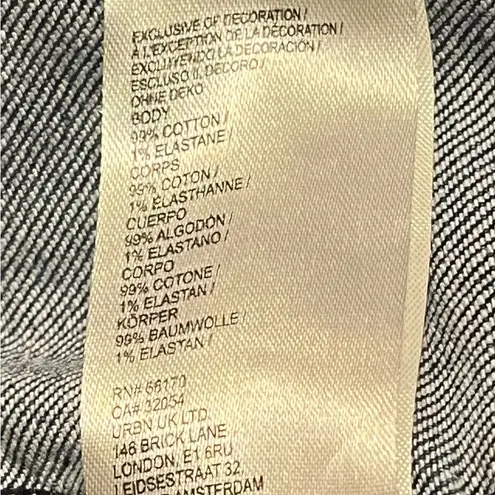 EXCLUSIVE OF DECORATION /
A L'EXCEPTION DE LA DÉCORATION /
EXCLUYENDO LA DECORACIÓN /
ESCLUSO IL DECORO /
OHNE DEKO
BODY
99% COTTON /
1% ELASTANE /
CORPS
99% COTON /
1% ELASTHANNE /
CUERPO
99% ALGODÓN /
1% ELASTANO /
CORPO
99% COTONE /
1% ELASTAN /
KÖRPER
99% BAUMWOLLE /
1% ELASTAN /
RN# 66170
CA# 32054
URBN UK LTD.
146 BRICK LANE
LONDON, E1 6RU
LEIDSESTRAAT 32,
AMSTERDAM